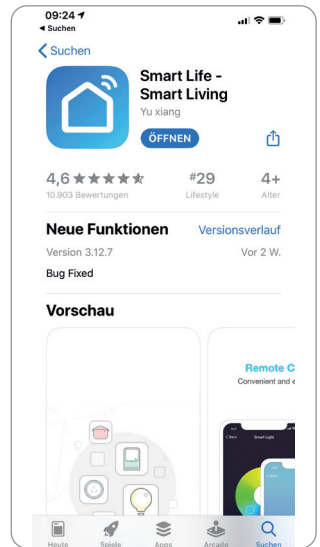 09:24
Suchen
Suchen
Smart Life -
Smart Living
Yu xiang
ÖFFNEN
4,6
#29
4+
10.903 Bewertungen
Lifestyle
Alter
Neue Funktionen
Versionsverlauf
Version 3.12.7
Vor 2 W.
Bug Fixed
Vorschau
Remote C
Convenient and e
Smart Light
Heute
Spiele
Apps
Arcade
Suchen